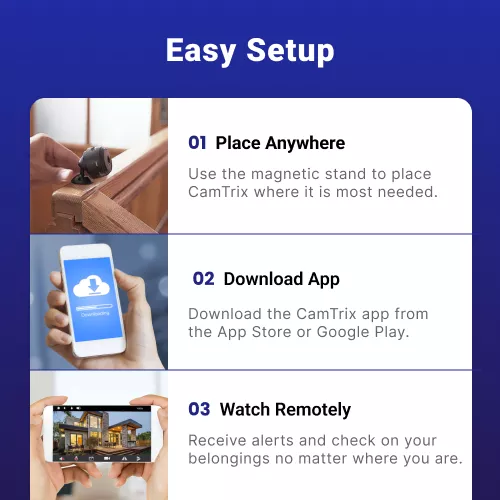 Easy Setup
01 Place Anywhere
Use the magnetic stand to place
CamTrix where it is most needed.
02 Download App
Downloading
Download the CamTrix app from
the App Store or Google Play.
03 Watch Remotely
Receive alerts and check on your
belongings no matter where you are.